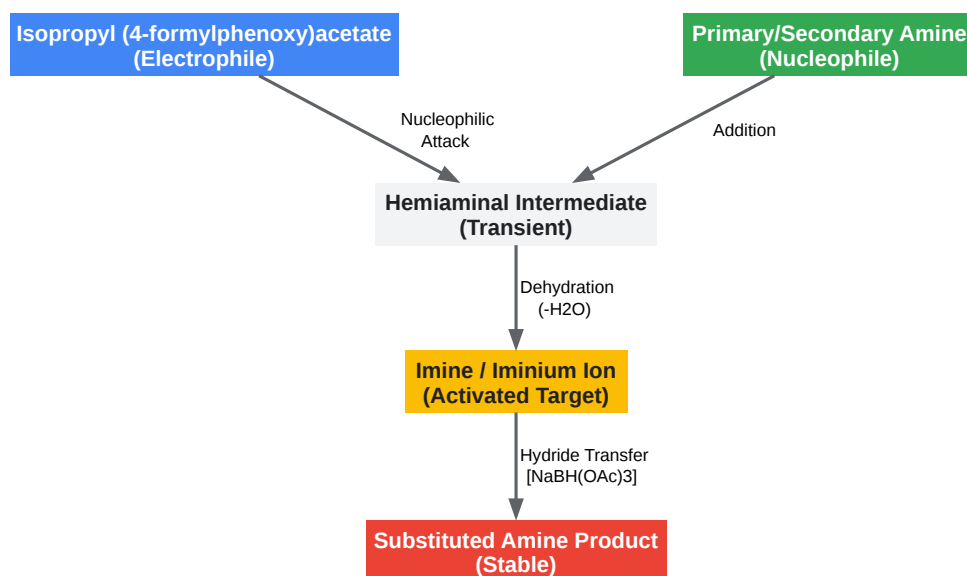 Isopropyl (4-formylphenoxy)acetate
(Electrophile)
Primary/Secondary Amine
(Nucleophile)
Nucleophilic
Attack
Addition
Hemiaminal Intermediate
(Transient)
Dehydration
(-H2O)
Imine / Iminium Ion
(Activated Target)
Hydride Transfer
[NaBH(OAc)3]
Substituted Amine Product
(Stable)